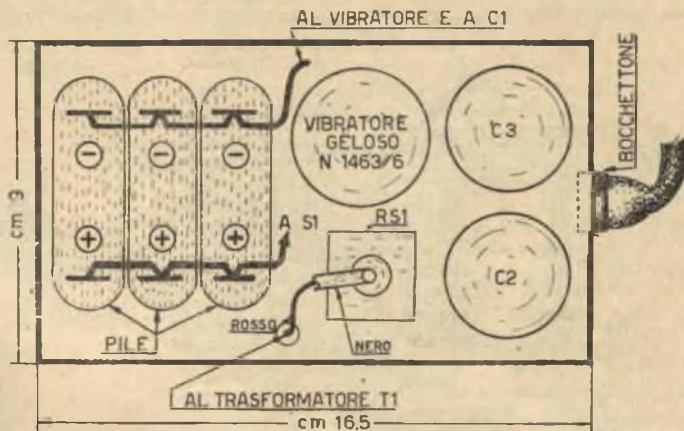 AL VIBRATORE E A C1
BOCCHETTONE
VIBRATORE
GELOSO
N·1463/6
C3
cm 9
A S1
RS1
C2
PILE
ROSSO
NERO
AL TRASFORMATORE T1
cm 16,5